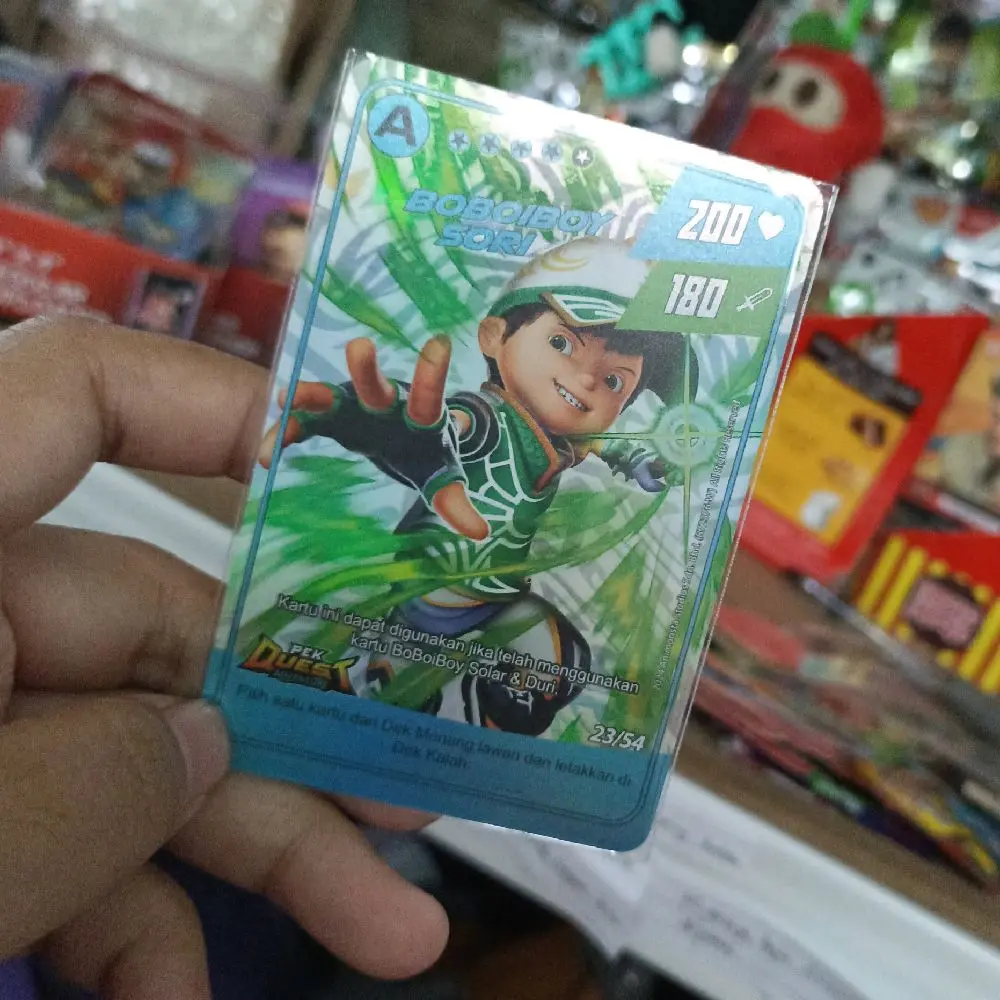 A
BOBOIBOY
SORI
200
180
Kartu ini dapat digunakan jika telah menggunakan
kartu BoBoiBoy Solar & Duri.
PEK
QUEST
23/54
Pilih satu kartu dari Dek Menang lawan dan letakkan di
Dek Kalah.